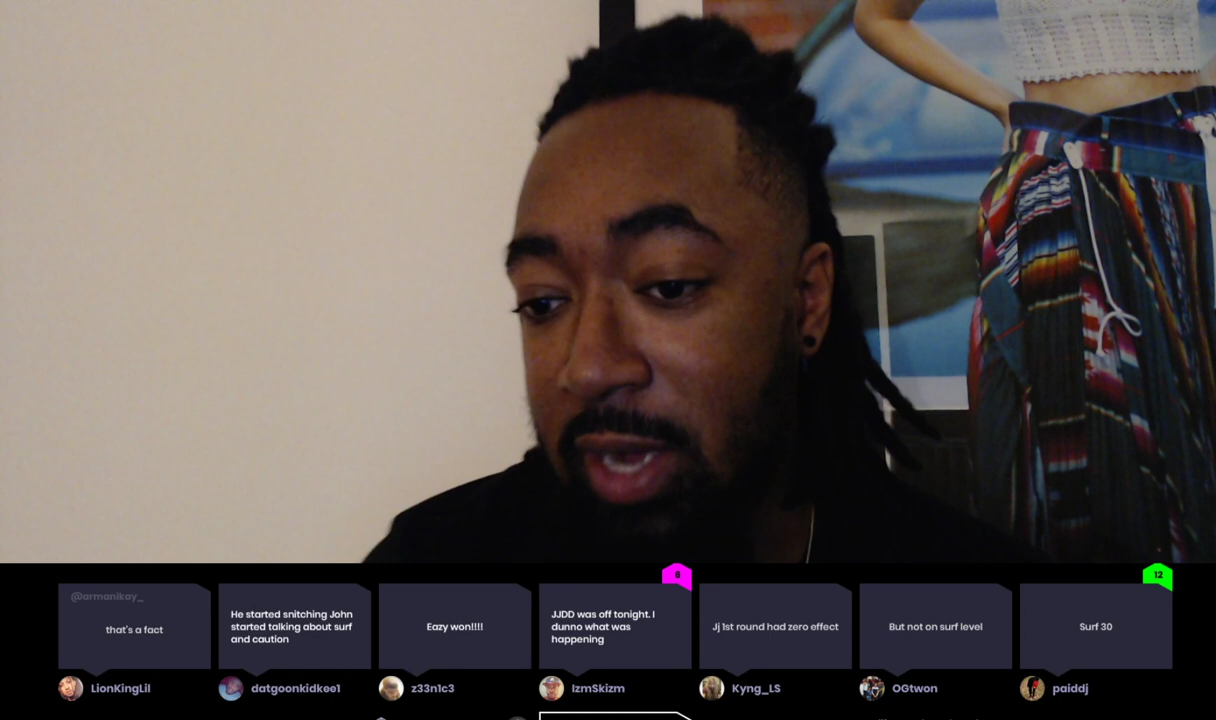 6
12
@armanikay_
that's a fact
He started snitching John
started talking about surf
and caution
Eazy won!!!!
JJDD was off tonight. I
dunno what was
happening
Jj 1st round had zero effect
But not on surf level
Surf 30
LionKingLil
datgoonkidkee1
z33n1c3
IzmSkizm
Kyng_LS
OGtwon
paiddj